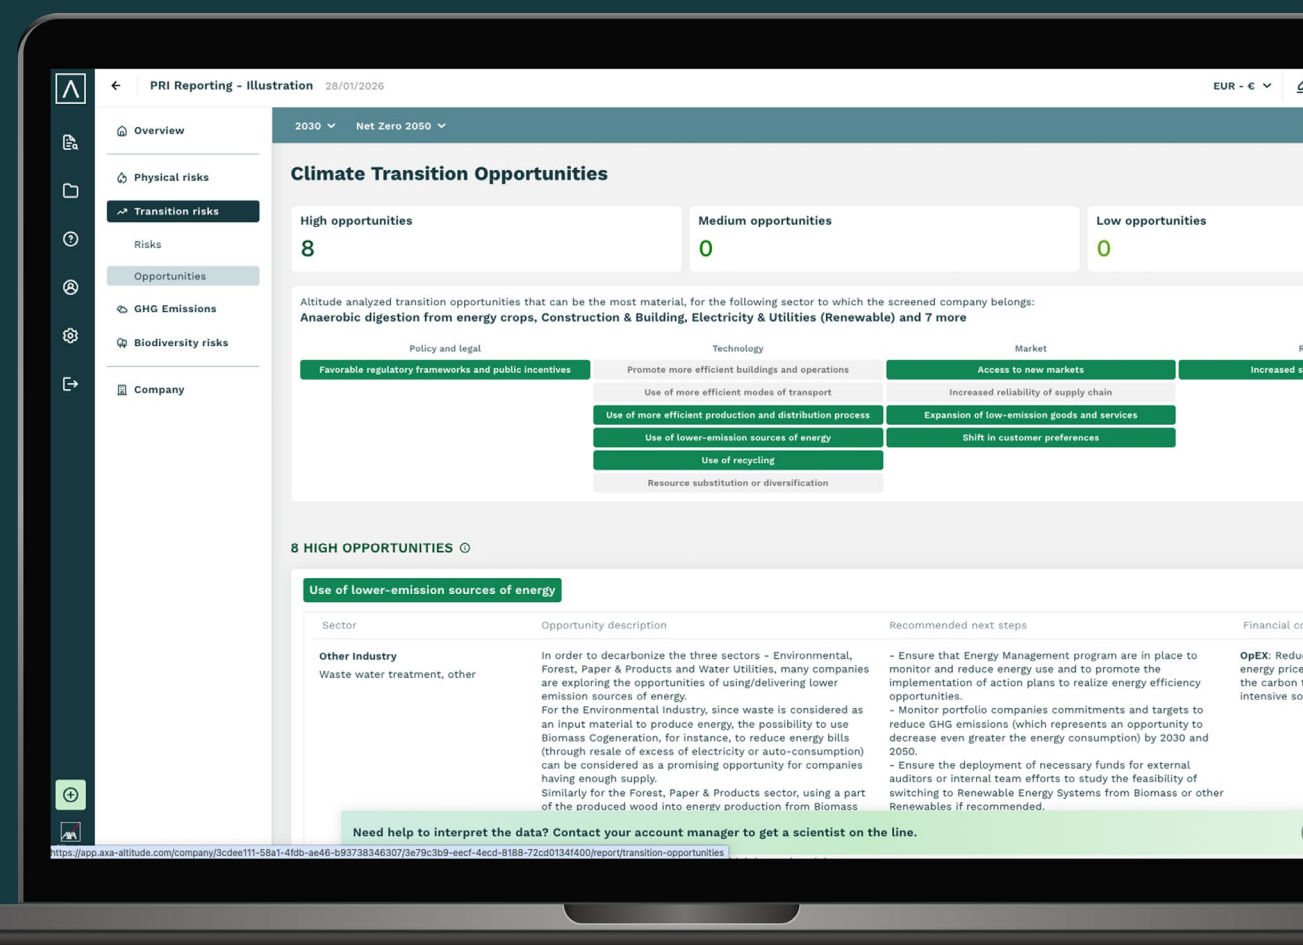 PRI Reporting - Illustration 28/01/2026
EUR - €
Overview
Physical risks
Transition risks
Risks
Opportunities
GHG Emissions
Biodiversity risks
Company
AXA
2030 Net Zero 2050
Climate Transition Opportunities
High opportunities
8
Medium opportunities
0
Low opportunities
0
Altitude analyzed transition opportunities that can be the most material, for the following sector to which the screened company belongs:
Anaerobic digestion from energy crops, Construction & Building, Electricity & Utilities (Renewable) and 7 more
Policy and legal
Favorable regulatory frameworks and public incentives
Technology
Promote more efficient buildings and operations
Use of more efficient modes of transport
Use of more efficient production and distribution process
Use of lower-emission sources of energy
Use of recycling
Resource substitution or diversification
Market
Access to new markets
Increased reliability of supply chain
Expansion of low-emission goods and services
Shift in customer preferences
R
Increased s
8 HIGH OPPORTUNITIES
Use of lower-emission sources of energy
Sector
Other Industry
Waste water treatment, other
Opportunity description
In order to decarbonize the three sectors - Environmental,
Forest, Paper & Products and Water Utilities, many companies
are exploring the opportunities of using/delivering lower
emission sources of energy.
For the Environmental Industry, since waste is considered as
an input material to produce energy, the possibility to use
Biomass Cogeneration, for instance, to reduce energy bills
(through resale of excess of electricity or auto-consumption)
can be considered as a promising opportunity for companies
having enough supply.
Similarly for the Forest, Paper & Products sector, using a part
of the produced wood into energy production from Biomass
Recommended next steps
- Ensure that Energy Management program are in place to
monitor and reduce energy use and to promote the
implementation of action plans to realize energy efficiency
opportunities.
- Monitor portfolio companies commitments and targets to
reduce GHG emissions (which represents an opportunity to
decrease even greater the energy consumption) by 2030 and
2050.
- Ensure the deployment of necessary funds for external
auditors or internal team efforts to study the feasibility of
switching to Renewable Energy Systems from Biomass or other
Renewables if recommended.
Financial co
OpEX: Redu
energy price
the carbon t
intensive so
Need help to interpret the data? Contact your account manager to get a scientist on the line.
https://app.axa-altitude.com/company/3cdee111-58a1-4fdb-ae46-b93738346307/3e79c3b9-eecf-4ecd-8188-72cd0134f400/report/transition-opportunities